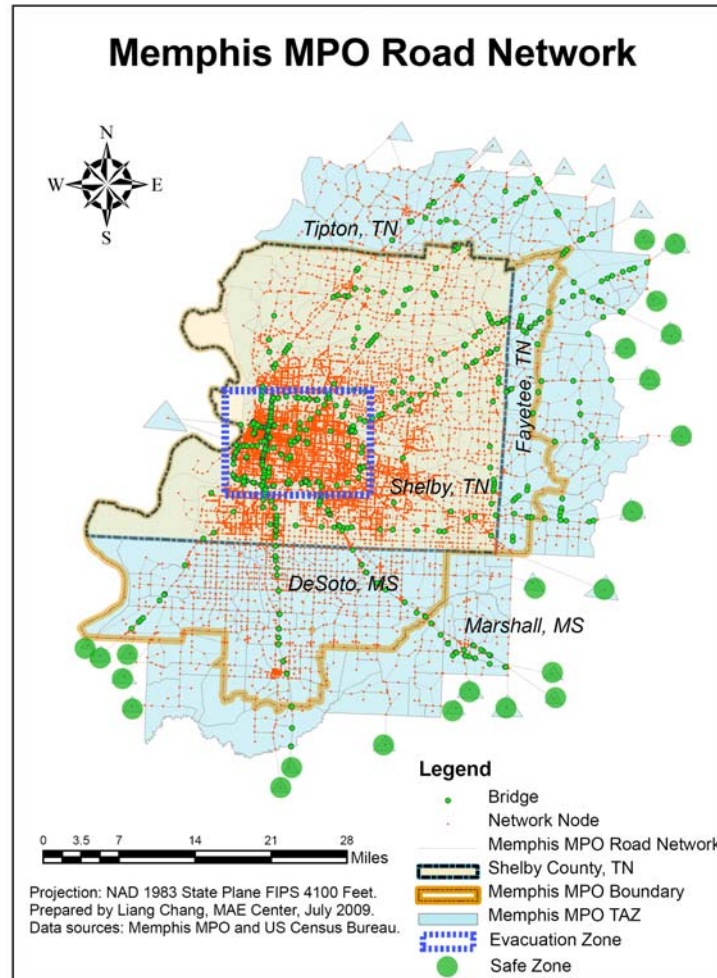 Memphis MPO Road Network
N
W E
S
Tipton, TN
Fayetee, TN
Shelby, TN
DeSoto, MS
Marshall, MS
Legend
Bridge
Network Node
Memphis MPO Road Network
Shelby County, TN
Memphis MPO Boundary
Memphis MPO TAZ
Evacuation Zone
Safe Zone
0 3.5 7 14 21 28
Miles
Projection: NAD 1983 State Plane FIPS 4100 Feet.
Prepared by Liang Chang, MAE Center, July 2009.
Data sources: Memphis MPO and US Census Bureau.